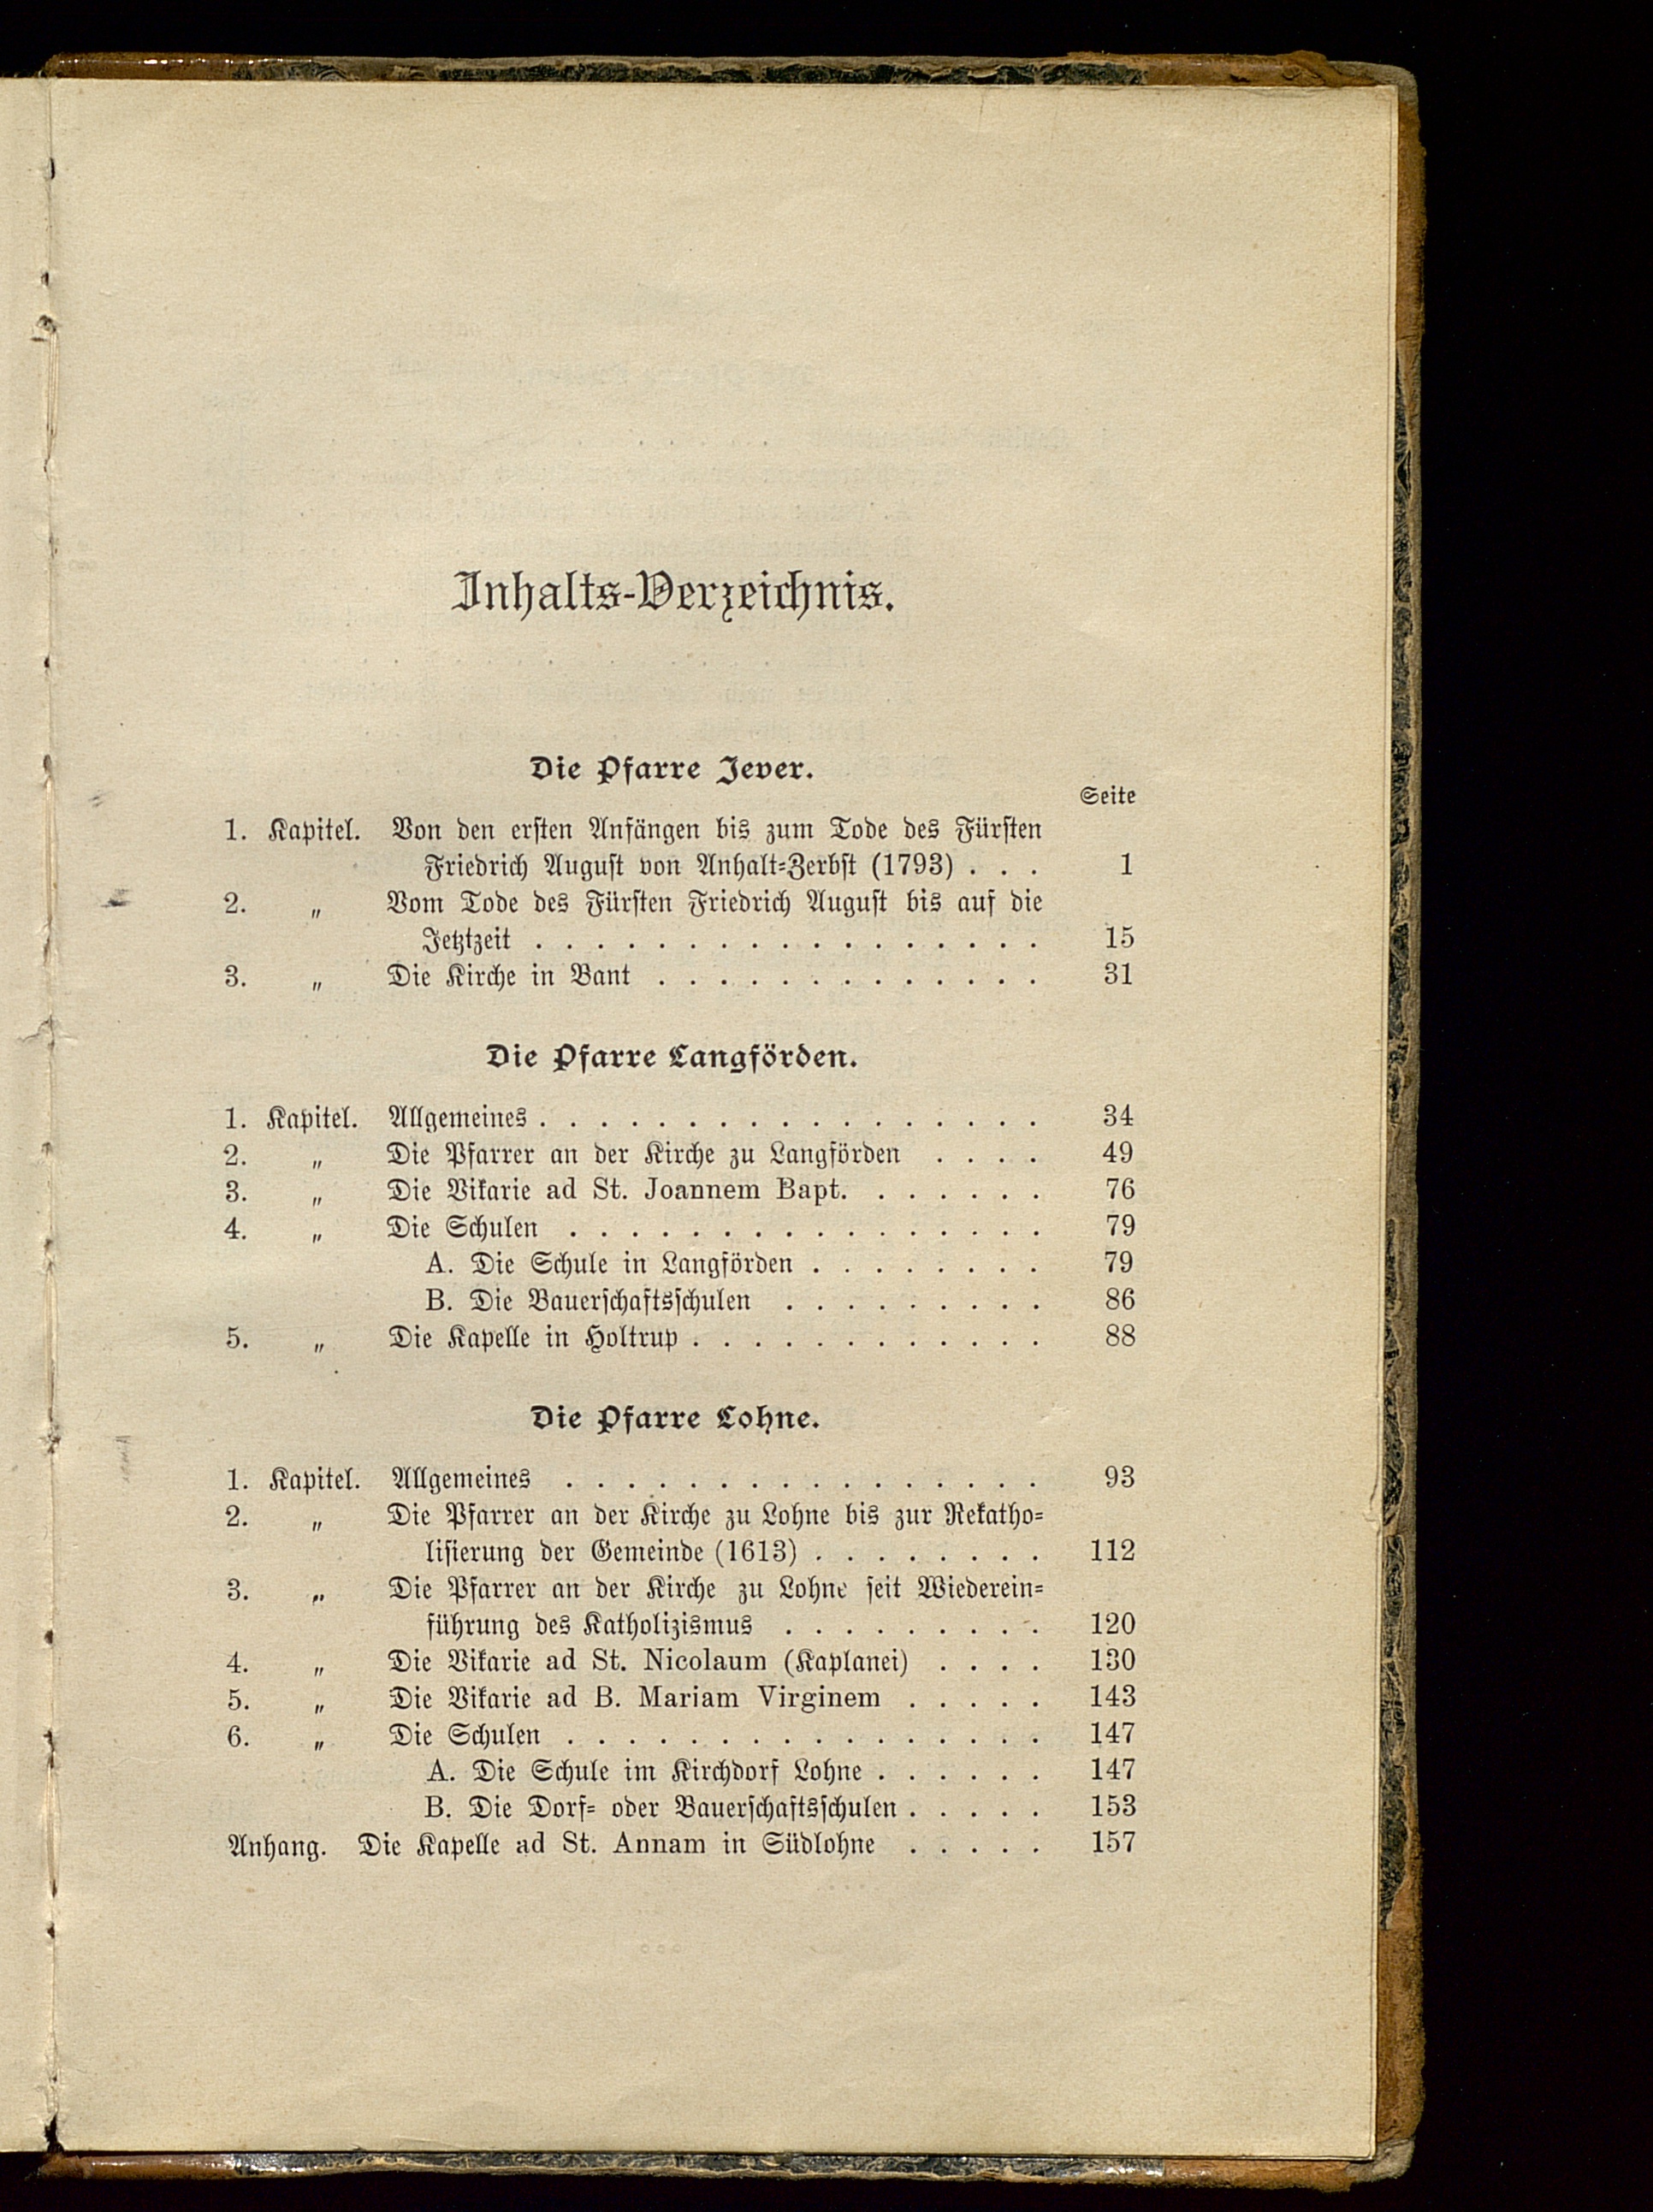 Inhalts-Verzeichnis.
Die Pfarre Jever.
Seite
1. Kapitel. Von den ersten Anfängen bis zum Tode des Fürsten
Friedrich August von Anhalt-Zerbst (1793) . . . 1
2. „ Vom Tode des Fürsten Friedrich August bis auf die
Jetztzeit . . . . . . . . . . . . . . . . . 15
3. „ Die Kirche in Bant . . . . . . . . . . . . . 31
Die Pfarre Langförden.
1. Kapitel. Allgemeines . . . . . . . . . . . . . . . . . 34
2. „ Die Pfarrer an der Kirche zu Langförden . . . . 49
3. „ Die Vikarie ad St. Joannem Bapt. . . . . . . 76
4. „ Die Schulen . . . . . . . . . . . . . . . . 79
A. Die Schule in Langförden . . . . . . . . 79
B. Die Bauerschaftsschulen . . . . . . . . . 86
5. „ Die Kapelle in Holtrup . . . . . . . . . . . . 88
Die Pfarre Lohne.
1. Kapitel. Allgemeines . . . . . . . . . . . . . . . . 93
2. „ Die Pfarrer an der Kirche zu Lohne bis zur Rekatho-
lisierung der Gemeinde (1613) . . . . . . . . 112
3. „ Die Pfarrer an der Kirche zu Lohne seit Wiederein-
führung des Katholizismus . . . . . . . . . 120
4. „ Die Vikarie ad St. Nicolaum (Kaplanei) . . . . 130
5. „ Die Vikarie ad B. Mariam Virginem . . . . . 143
6. „ Die Schulen . . . . . . . . . . . . . . . . 147
A. Die Schule im Kirchdorf Lohne . . . . . . 147
B. Die Dorf- oder Bauerschaftsschulen . . . . . 153
Anhang. Die Kapelle ad St. Annam in Südlohne . . . . . 157